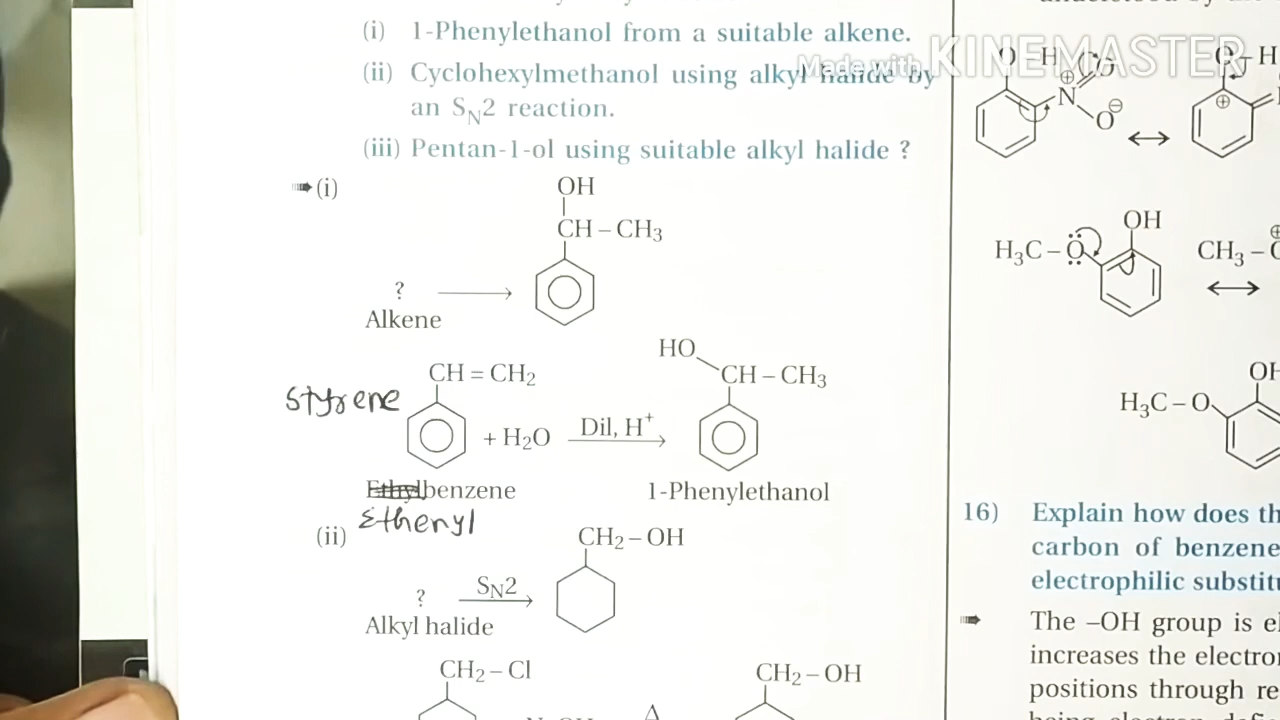 (i) 1-Phenylethanol from a suitable alkene.
(ii) Cyclohexylmethanol using alkyl halide by
an SN2 reaction.
(iii) Pentan-1-ol using suitable alkyl halide ?
Made with KINEMASTER
➠ (i)
OH
CH – CH3
?
Alkene
HO
CH = CH2
CH – CH3
Styrene
+ H2O
Dil, H+
benzene
1-Phenylethanol
Ethenyl
(ii)
CH2 – OH
?
SN2
Alkyl halide
CH2 – Cl
CH2 – OH
Δ
O – H
⊕
N
O
O⊖
O – H
⊕
OH
H3C – O
CH3 –
OH
H3C – O
16) Explain how does th
carbon of benzene
electrophilic substitu
➠ The –OH group is el
increases the electron
positions through re